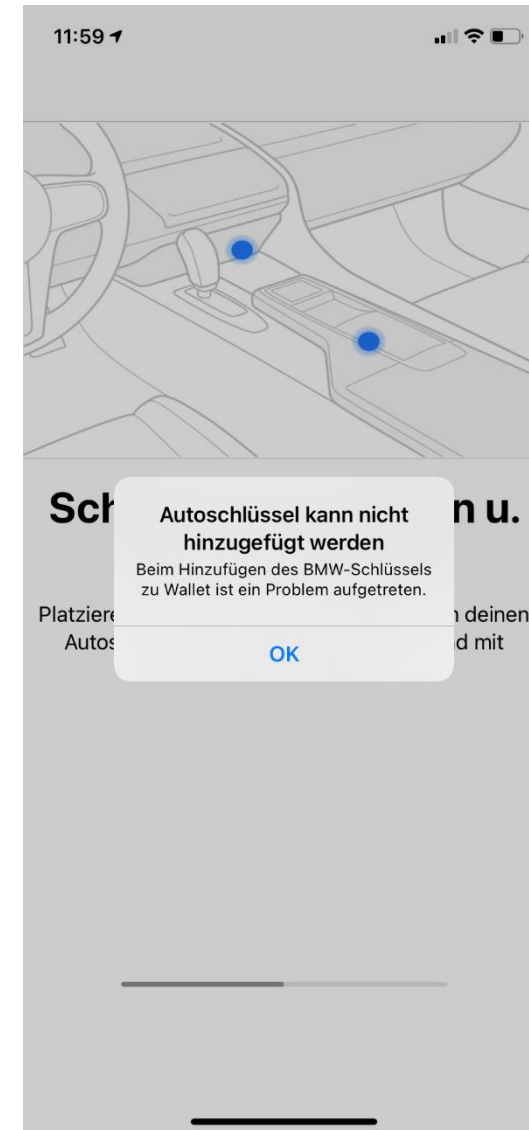 11:59
Sch
n u.
Autoschlüssel kann nicht
hinzugefügt werden
Beim Hinzufügen des BMW-Schlüssels
zu Wallet ist ein Problem aufgetreten.
Platziere
deinen
Autos
d mit
OK